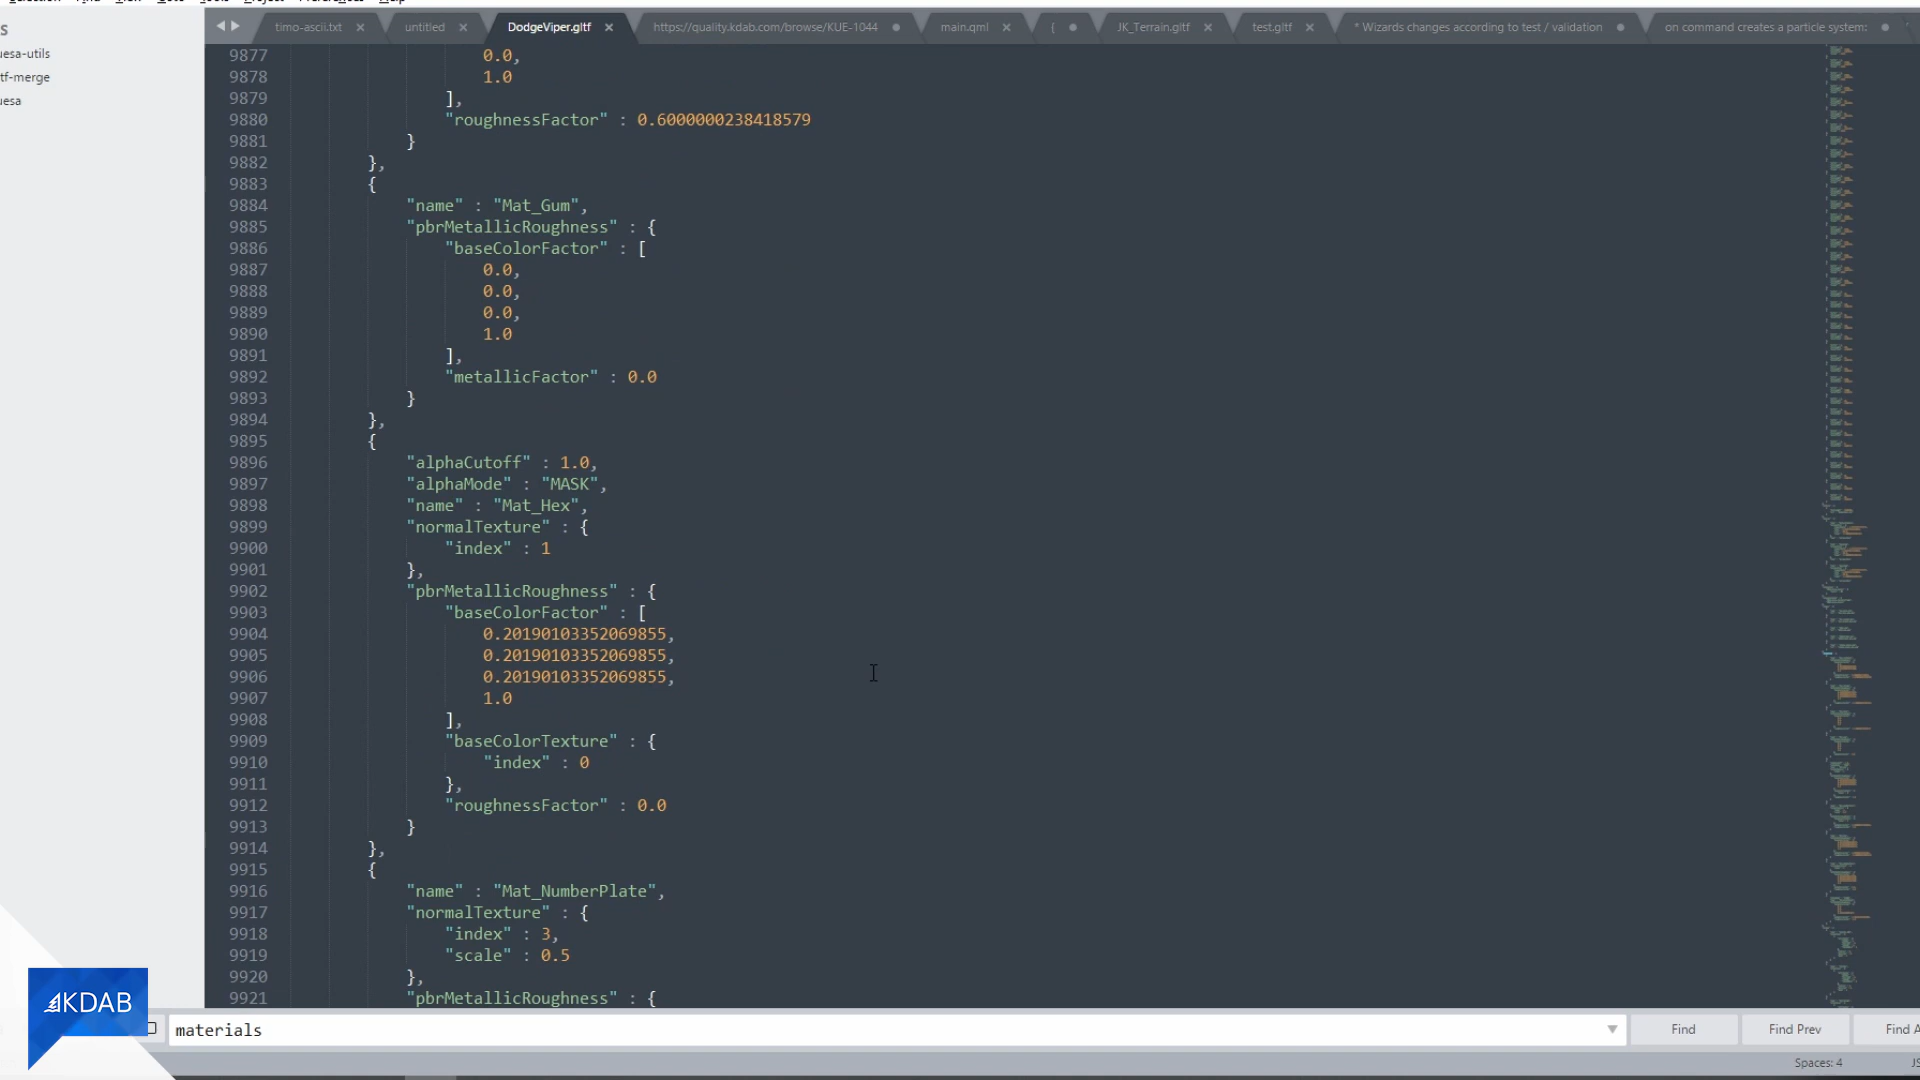 timo-ascii.txt
untitled
DodgeViper.gltf
https://quality.kdab.com/browse/KUE-1044
main.qml
{
JK_Terrain.gltf
test.gltf
* Wizards changes according to test / validation
on command creates a particle system:
S
uesa-utils
tf-merge
uesa
9877 0.0,
9878 1.0
9879 ],
9880 "roughnessFactor" : 0.6000000238418579
9881 }
9882 },
9883 {
9884 "name" : "Mat_Gum",
9885 "pbrMetallicRoughness" : {
9886 "baseColorFactor" : [
9887 0.0,
9888 0.0,
9889 0.0,
9890 1.0
9891 ],
9892 "metallicFactor" : 0.0
9893 }
9894 },
9895 {
9896 "alphaCutoff" : 1.0,
9897 "alphaMode" : "MASK",
9898 "name" : "Mat_Hex",
9899 "normalTexture" : {
9900 "index" : 1
9901 },
9902 "pbrMetallicRoughness" : {
9903 "baseColorFactor" : [
9904 0.20190103352069855,
9905 0.20190103352069855,
9906 0.20190103352069855,
9907 1.0
9908 ],
9909 "baseColorTexture" : {
9910 "index" : 0
9911 },
9912 "roughnessFactor" : 0.0
9913 }
9914 },
9915 {
9916 "name" : "Mat_NumberPlate",
9917 "normalTexture" : {
9918 "index" : 3,
9919 "scale" : 0.5
9920 },
9921 "pbrMetallicRoughness" : {
KDAB
materials
Find
Find Prev
Find A
Spaces: 4
JS